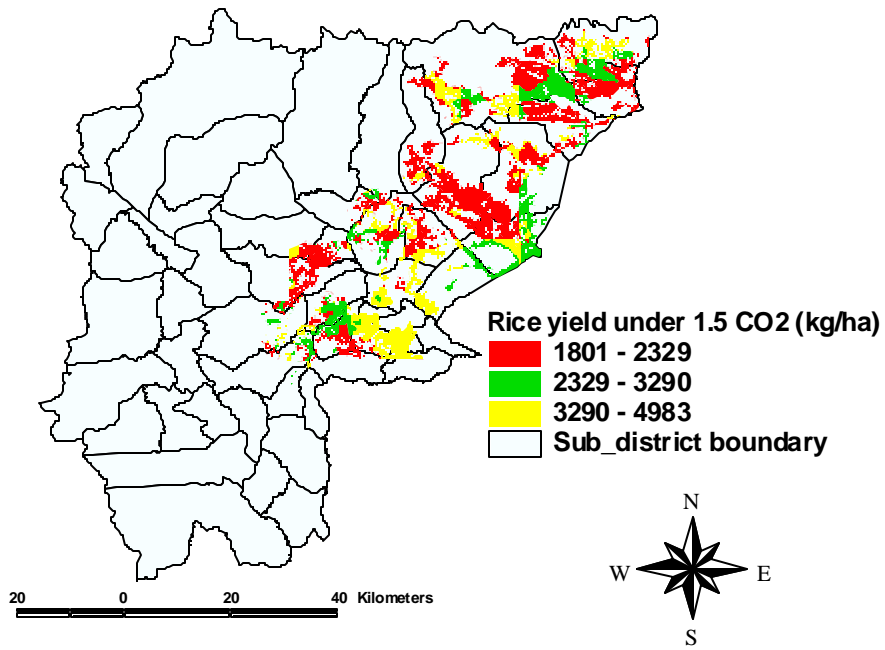 Rice yield under 1.5 CO2 (kg/ha)
1801 - 2329
2329 - 3290
3290 - 4983
Sub_district boundary
N
W E
S
20 0 20 40 Kilometers